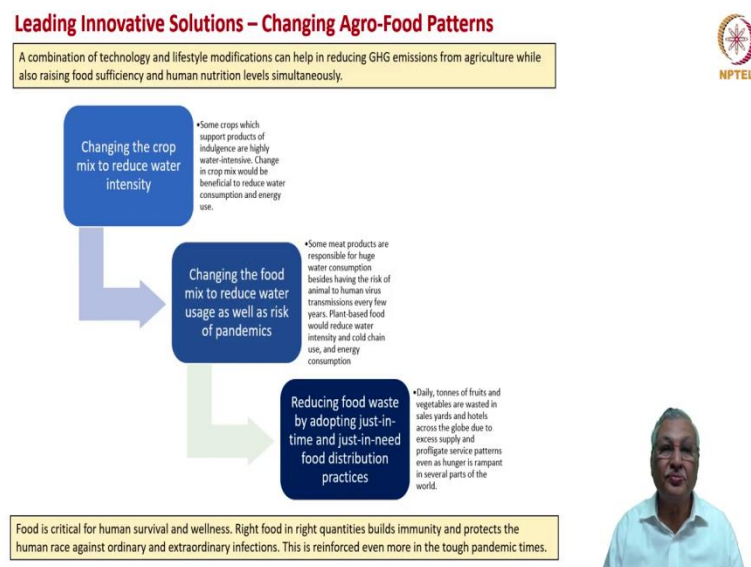 Leading Innovative Solutions – Changing Agro-Food Patterns
NPTEL
A combination of technology and lifestyle modifications can help in reducing GHG emissions from agriculture while
also raising food sufficiency and human nutrition levels simultaneously.
Changing the crop
mix to reduce water
intensity
•Some crops which
support products of
indulgence are highly
water-intensive. Change
in crop mix would be
beneficial to reduce water
consumption and energy
use.
Changing the food
mix to reduce water
usage as well as risk
of pandemics
•Some meat products are
responsible for huge
water consumption
besides having the risk of
animal to human virus
transmissions every few
years. Plant-based food
would reduce water
intensity and cold chain
use, and energy
consumption
Reducing food waste
by adopting just-in-
time and just-in-need
food distribution
practices
•Daily, tonnes of fruits and
vegetables are wasted in
sales yards and hotels
across the globe due to
excess supply and
profligate service patterns
even as hunger is rampant
in several parts of the
world.
Food is critical for human survival and wellness. Right food in right quantities builds immunity and protects the
human race against ordinary and extraordinary infections. This is reinforced even more in the tough pandemic times.